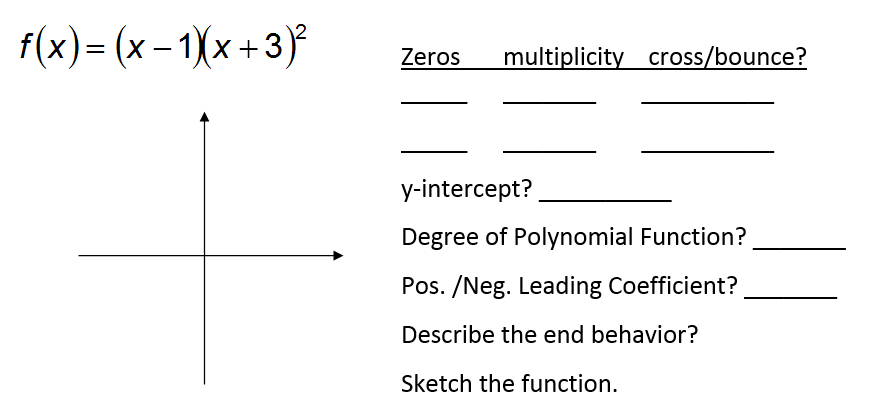 f(x) = (x – 1)(x + 3)²
Zeros multiplicity cross/bounce?
_____ _______ __________
_____ _______ __________
y-intercept? __________
Degree of Polynomial Function? _______
Pos. /Neg. Leading Coefficient? _______
Describe the end behavior?
Sketch the function.